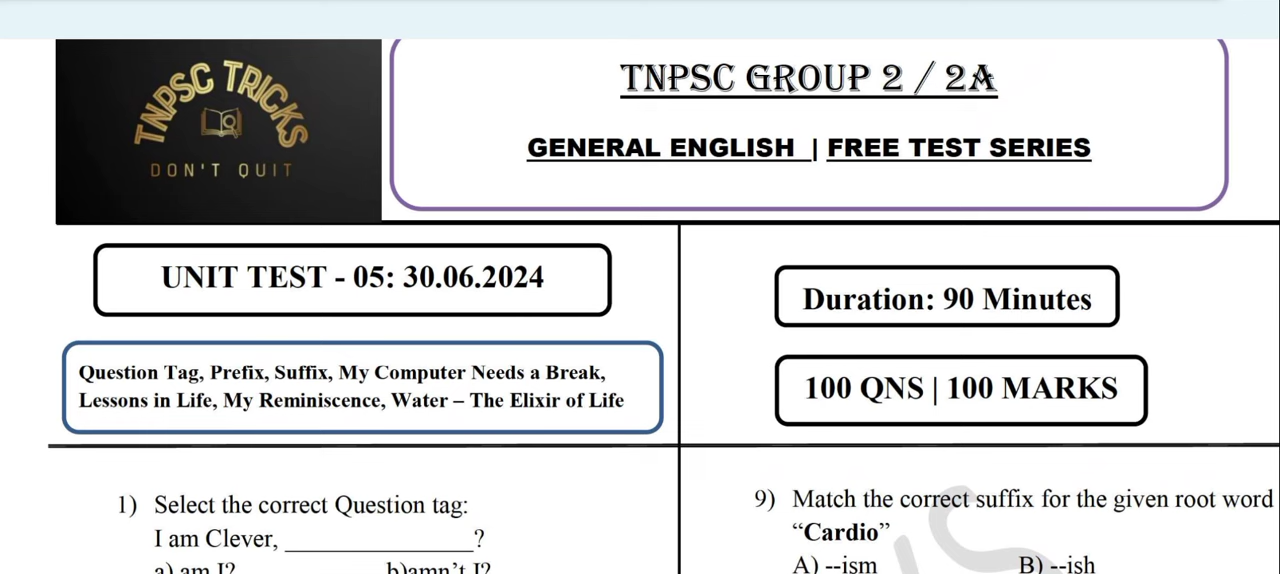 TNPSC TRICKS
DON'T QUIT
TNPSC GROUP 2 / 2A
GENERAL ENGLISH | FREE TEST SERIES
UNIT TEST - 05: 30.06.2024
Question Tag, Prefix, Suffix, My Computer Needs a Break,
Lessons in Life, My Reminiscence, Water – The Elixir of Life
Duration: 90 Minutes
100 QNS | 100 MARKS
1) Select the correct Question tag:
I am Clever, _______________?
a) am I? b)amn't I?
9) Match the correct suffix for the given root word
“Cardio”
A) --ism B) --ish